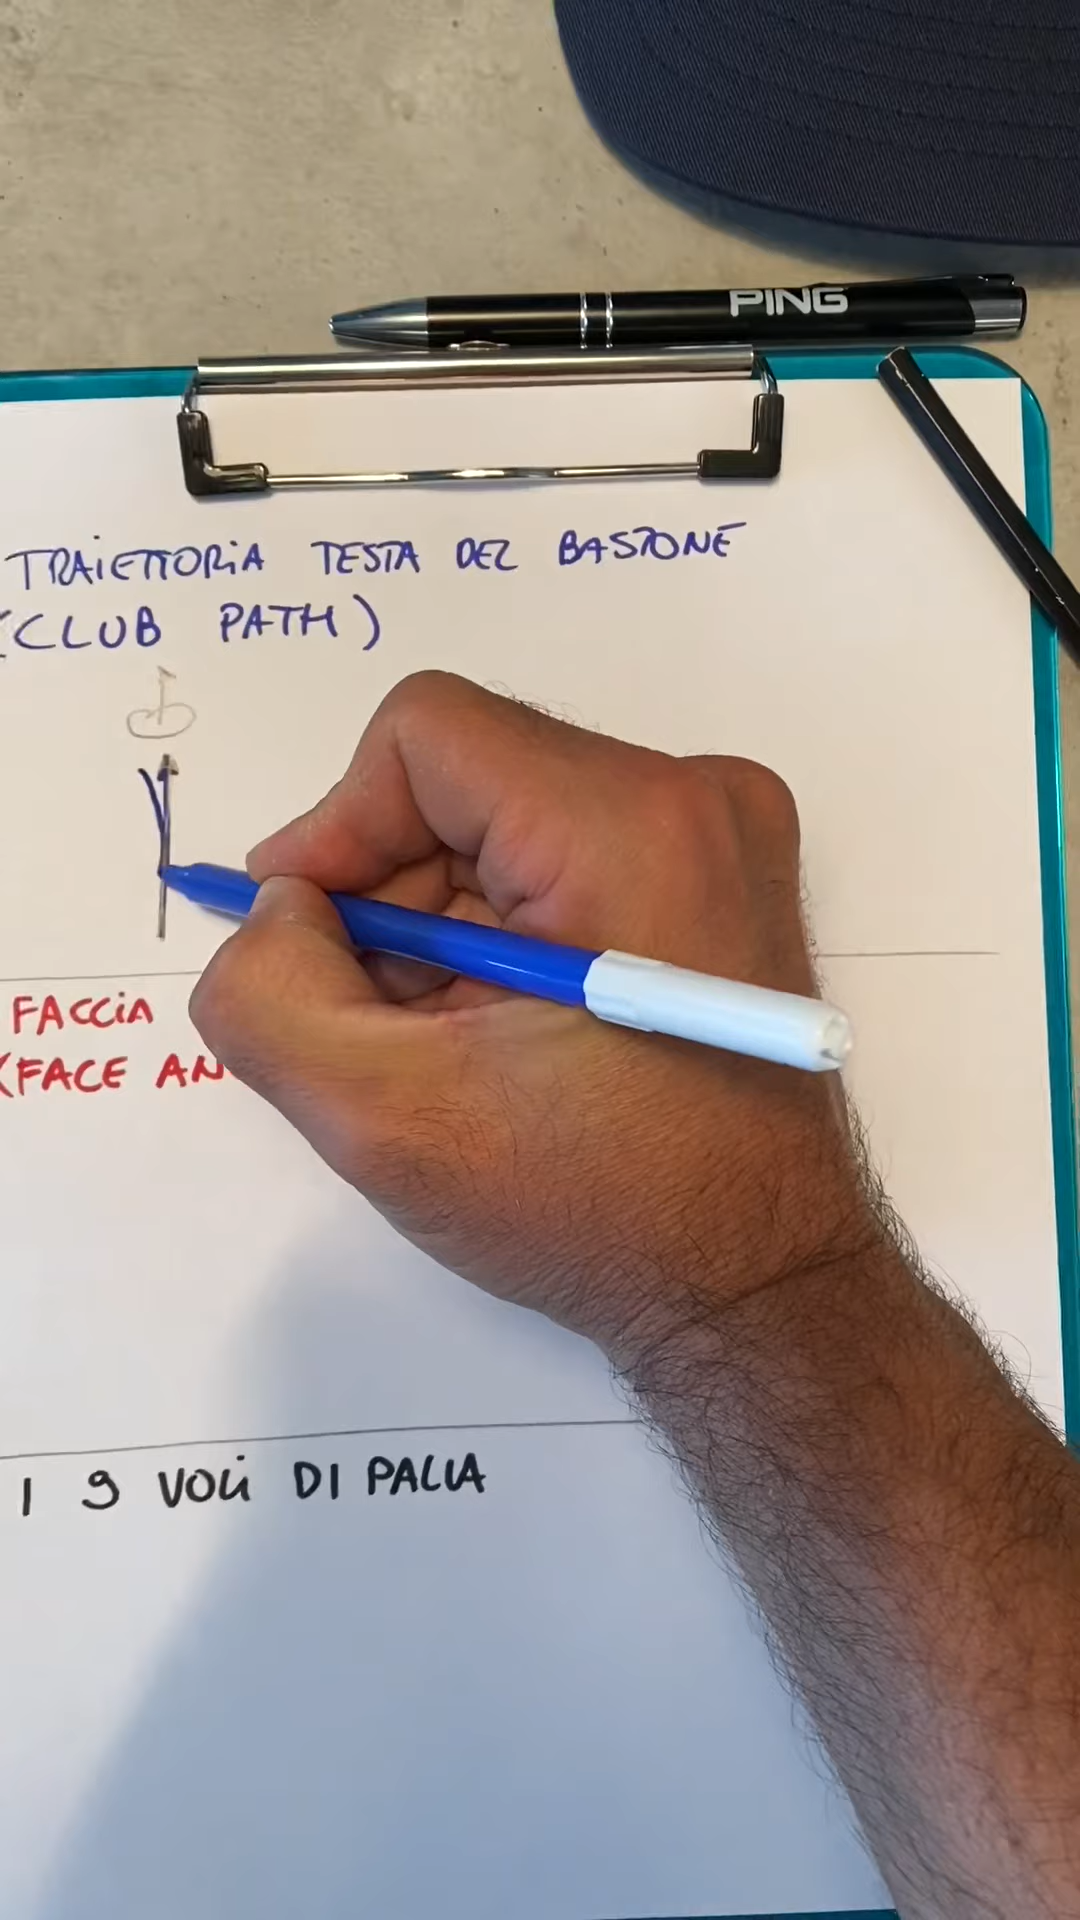 PING
TRAIETTORIA TESTA DEL BASTONE
(CLUB PATH)
FACCIA
(FACE AN
I 9 VOLI DI PALLA